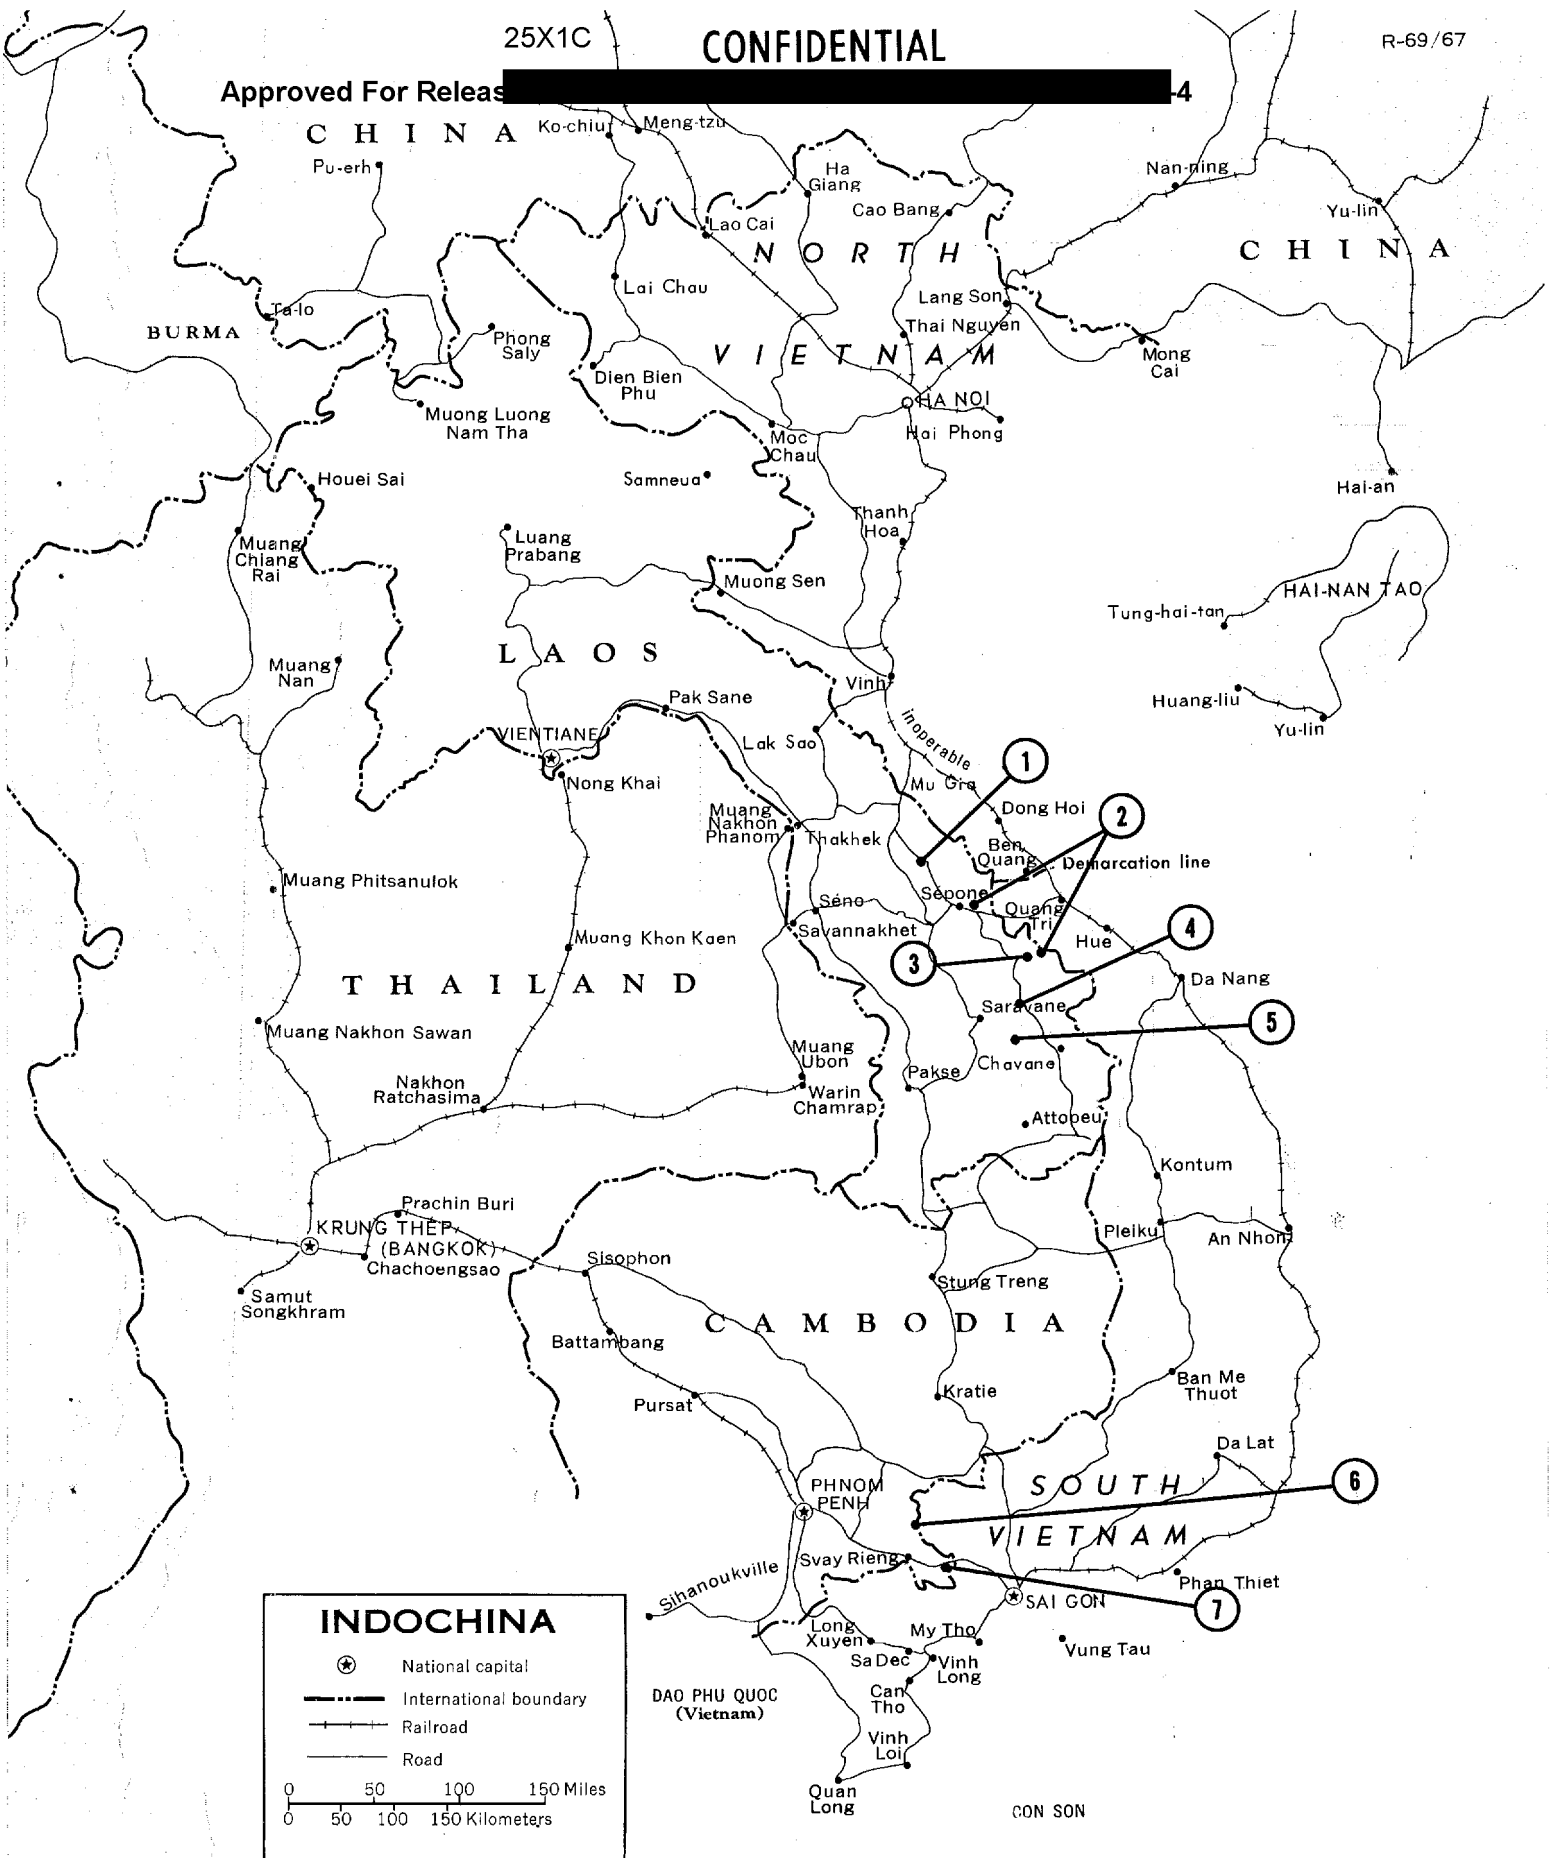 25X1C
CONFIDENTIAL
R-69/67
Approved For Releas
-4
CHINA
Ko-chiu
Meng-tzu
Pu-erh
Ha
Giang
Nan-ning
Cao Bang
Yu-lin
Lao Cai
NORTH
CHINA
Lai Chau
Lang Son
Ta-lo
Thai Nguyen
BURMA
Phong
Saly
VIETNAM
Mong
Cai
Dien Bien
Phu
HA NOI
Muong Luong
Nam Tha
Hai Phong
Moc
Chau
Houei Sai
Samneua
Hai-an
Thanh
Hoa
Luang
Prabang
Muang
Chiang
Rai
Muong Sen
HAI-NAN TAO
Tung-hai-tan
LAOS
Muang
Nan
Vinh
Pak Sane
Huang-liu
inoperable
Yu-lin
VIENTIANE
Lak Sao
1
Nong Khai
Mu Gia
Muang
Nakhon
Phanom
Dong Hoi
2
Thakhek
Ben
Quang
Demarcation line
Muang Phitsanulok
Sépone
Séno
Quang
Tri
Savannakhet
4
Muang Khon Kaen
Hue
3
THAILAND
Da Nang
Saravane
5
Muang Nakhon Sawan
Muang
Ubon
Chavane
Pakse
Nakhon
Ratchasima
Warin
Chamrap
Attopeu
Kontum
Prachin Buri
KRUNG THEP
(BANGKOK)
Pleiku
An Nhon
Chachoengsao
Sisophon
Stung Treng
Samut
Songkhram
CAMBODIA
Battambang
Ban Me
Thuot
Kratie
Pursat
Da Lat
PHNOM
PENH
SOUTH
6
VIETNAM
Svay Rieng
Sihanoukville
Phan Thiet
SAI GON
7
Long
Xuyen
My Tho
Vung Tau
Sa Dec
Vinh
Long
Can
Tho
DAO PHU QUOC
(Vietnam)
Vinh
Loi
Quan
Long
CON SON
INDOCHINA
National capital
International boundary
Railroad
Road
0 50 100 150 Miles
0 50 100 150 Kilometers